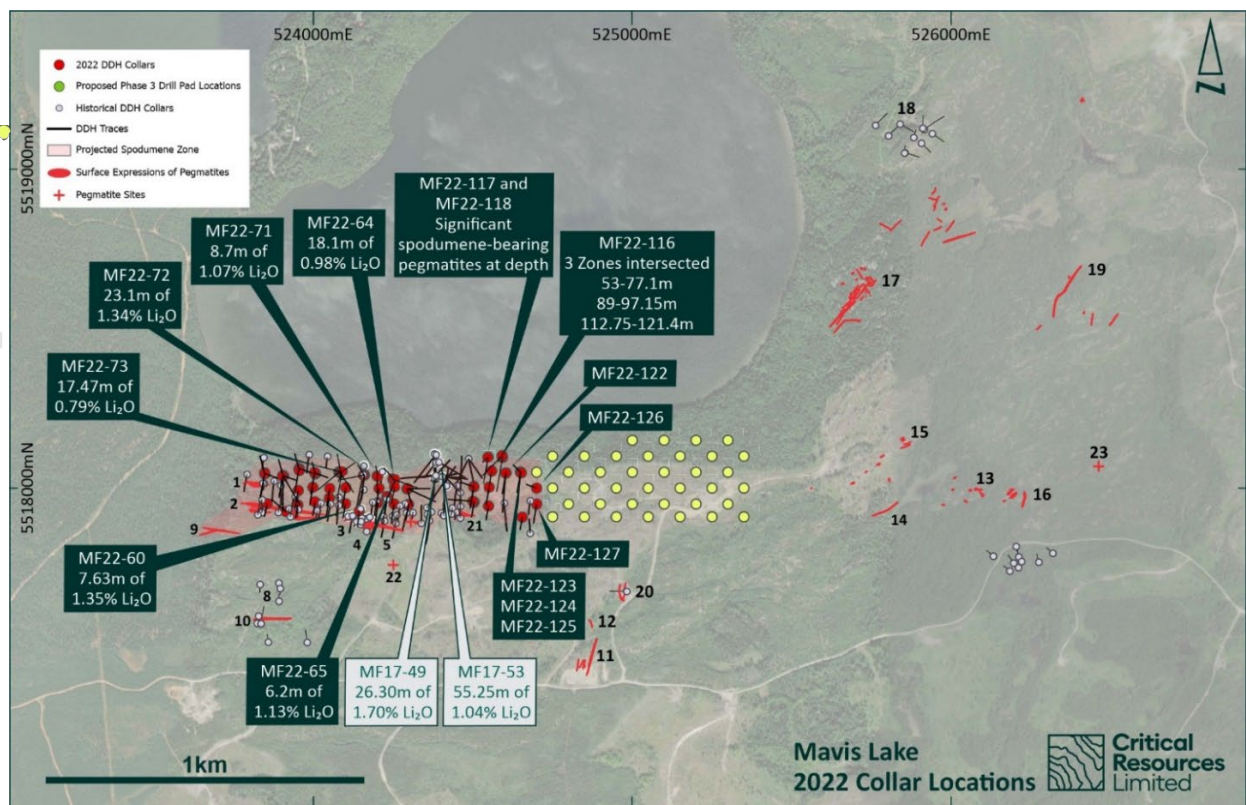 524000mE
525000mE
526000mE
5519000mN
5518000mN
N
2022 DDH Collars
Proposed Phase 3 Drill Pad Locations
Historical DDH Collars
DDH Traces
Projected Spodumene Zone
Surface Expressions of Pegmatites
Pegmatite Sites
MF22-117 and
MF22-118
Significant
spodumene-bearing
pegmatites at depth
MF22-64
18.1m of
0.98% Li₂O
MF22-71
8.7m of
1.07% Li₂O
MF22-116
3 Zones intersected
53-77.1m
89-97.15m
112.75-121.4m
MF22-72
23.1m of
1.34% Li₂O
MF22-73
17.47m of
0.79% Li₂O
MF22-122
MF22-126
18
17
19
15
23
13
16
14
1
2
9
3
4
5
21
22
MF22-127
MF22-60
7.63m of
1.35% Li₂O
MF22-123
MF22-124
MF22-125
8
10
20
12
11
MF22-65
6.2m of
1.13% Li₂O
MF17-49
26.30m of
1.70% Li₂O
MF17-53
55.25m of
1.04% Li₂O
1km
Mavis Lake
2022 Collar Locations
Critical
Resources
Limited